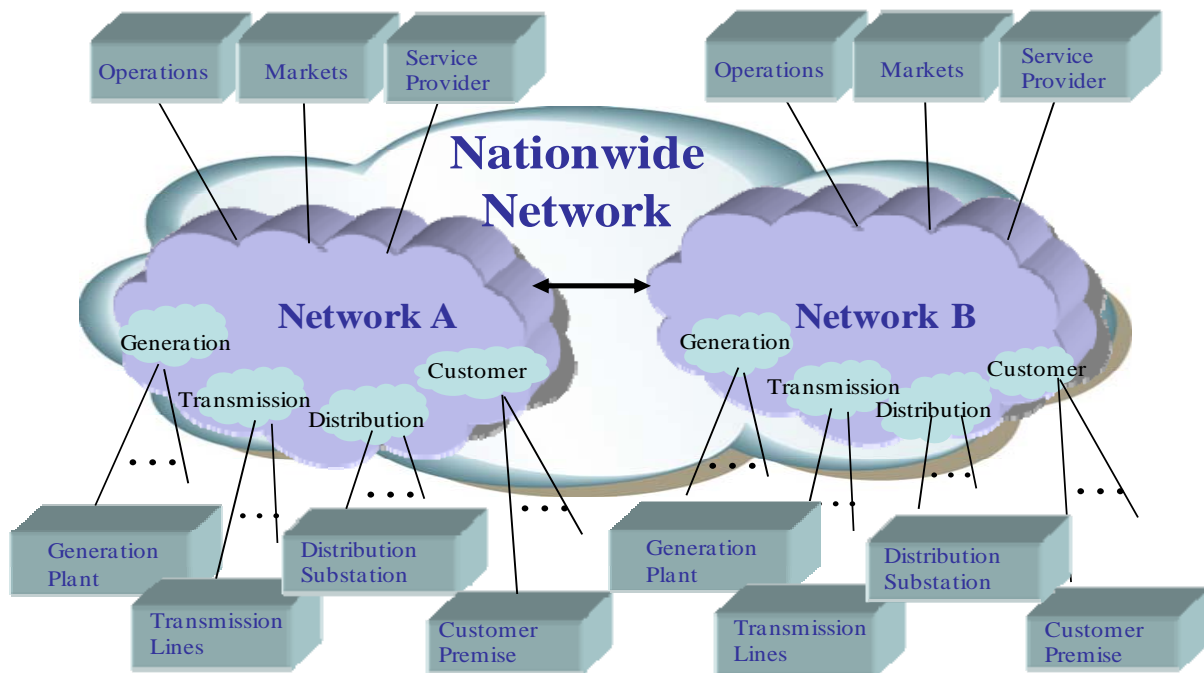 Operations
Markets
Service
Provider
Operations
Markets
Service
Provider
Nationwide
Network
Network A
Network B
Generation
Transmission
Distribution
Customer
Generation
Transmission
Distribution
Customer
Generation
Plant
Transmission
Lines
Distribution
Substation
Customer
Premise
Generation
Plant
Transmission
Lines
Distribution
Substation
Customer
Premise